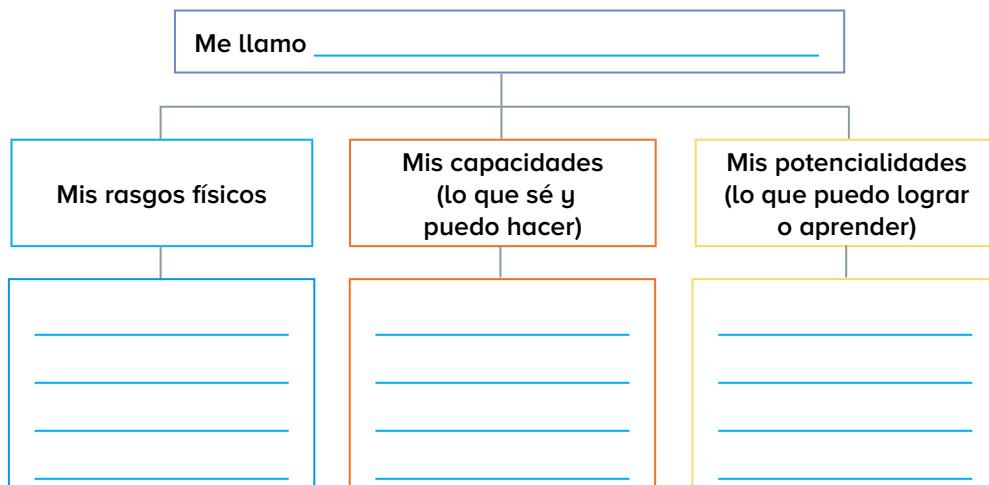 Me llamo
Mis rasgos físicos
Mis capacidades
(lo que sé y
puedo hacer)
Mis potencialidades
(lo que puedo lograr
o aprender)